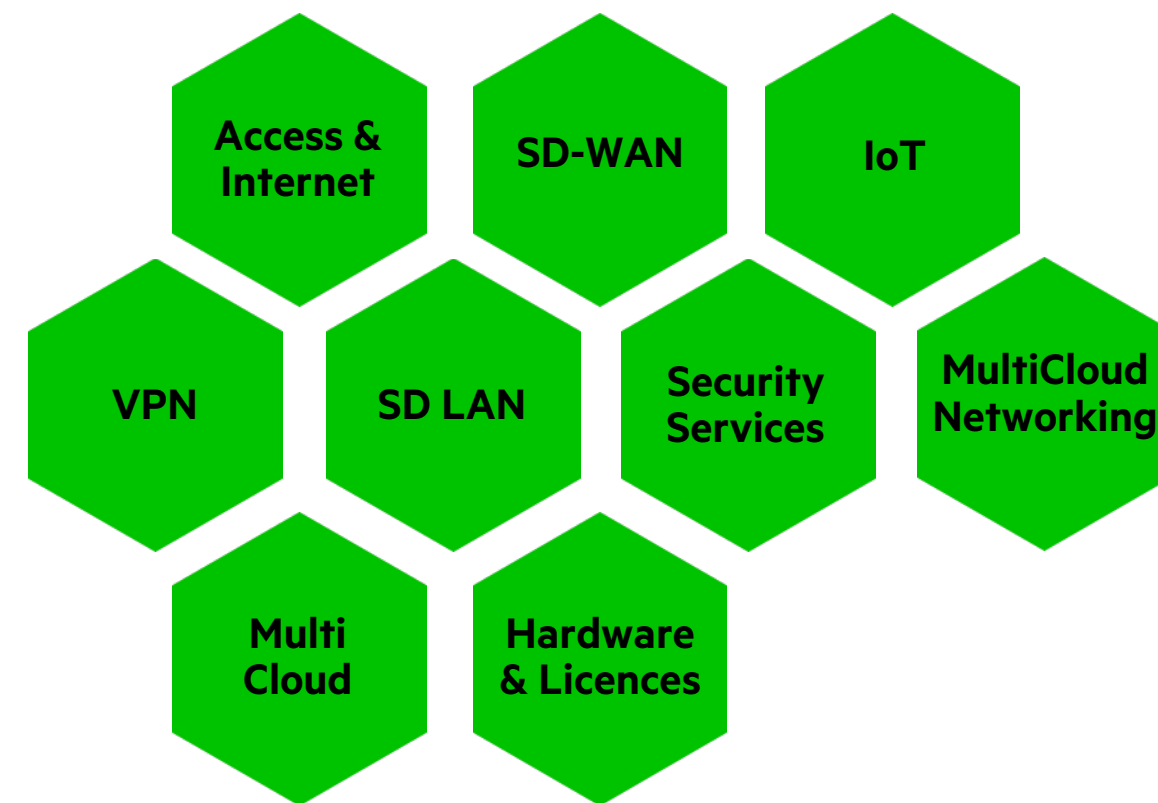 Access &
Internet
SD-WAN
IoT
VPN
SD LAN
Security
Services
MultiCloud
Networking
Multi
Cloud
Hardware
& Licences